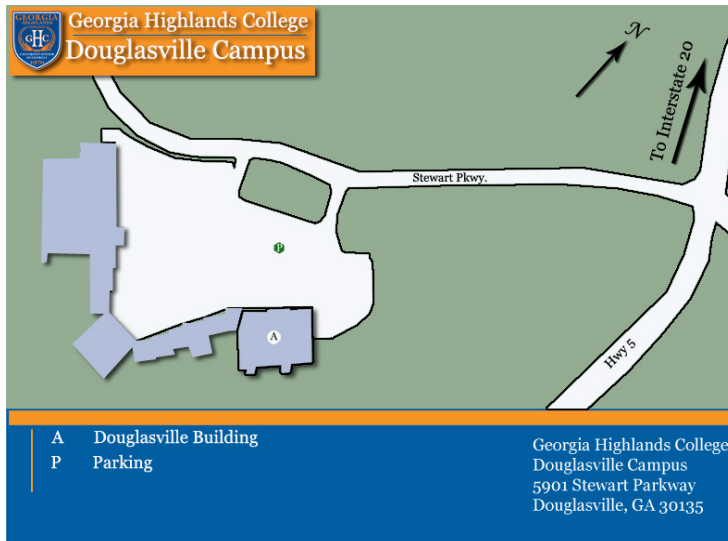 GEORGIA
HIGHLANDS
GHC
1970
Georgia Highlands College
Douglasville Campus
N
To Interstate 20
Stewart Pkwy.
P
A
Hwy 5
A Douglasville Building
P Parking
Georgia Highlands College
Douglasville Campus
5901 Stewart Parkway
Douglasville, GA 30135